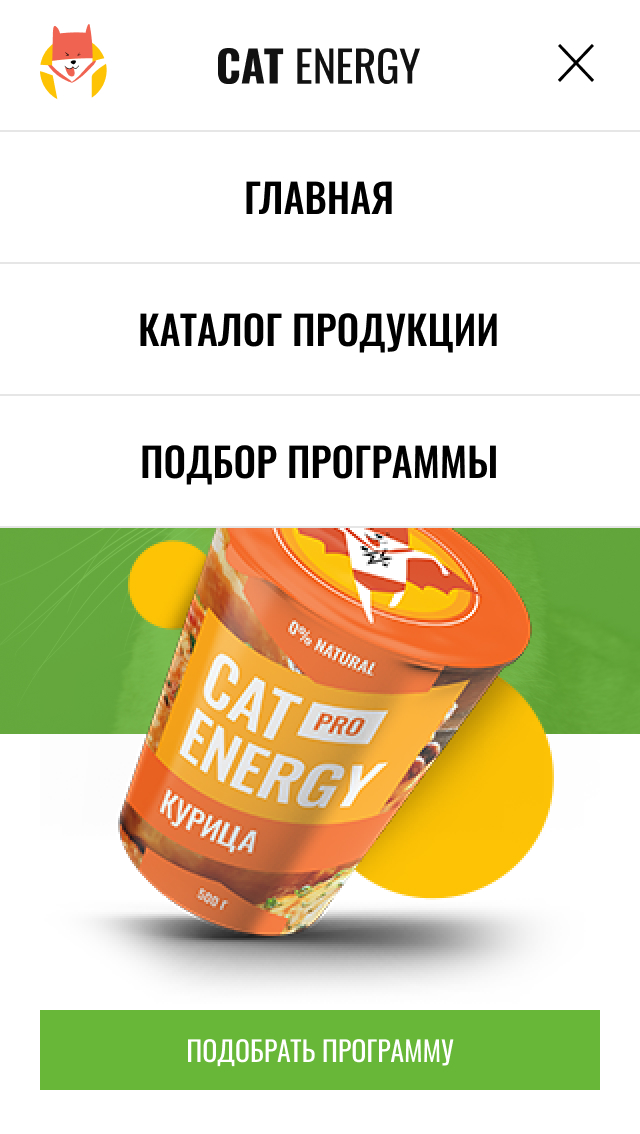 CAT ENERGY
ГЛАВНАЯ
КАТАЛОГ ПРОДУКЦИИ
ПОДБОР ПРОГРАММЫ
0% NATURAL
CAT PRO
ENERGY
КУРИЦА
500 г
ПОДОБРАТЬ ПРОГРАММУ